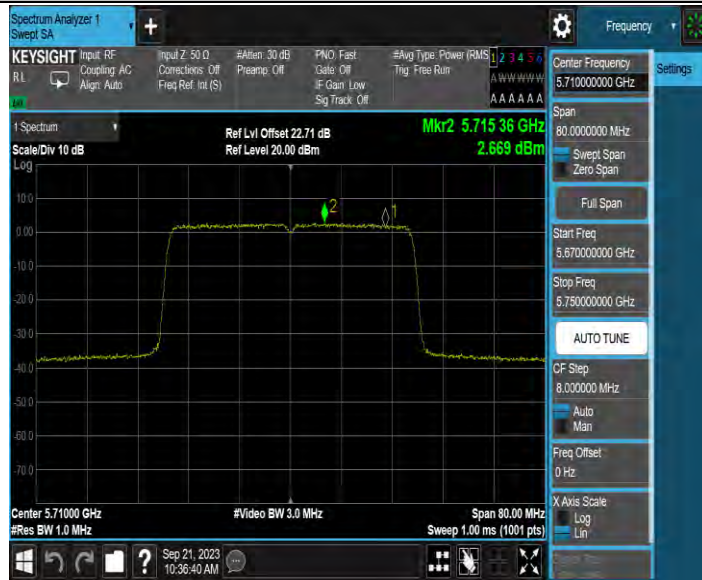 Spectrum Analyzer 1
Swept SA
+
Frequency
KEYSIGHT
RL
Input: RF
Coupling: AC
Align: Auto
Input Z: 50 Ω
Corrections: Off
Freq Ref: Int (S)
#Atten: 30 dB
Preamp: Off
PNO: Fast
Gate: Off
IF Gain: Low
Sig Track: Off
#Avg Type: Power (RMS
Trig: Free Run
1 2 3 4 5 6
A W W W W W
A A A A A A
1 Spectrum
Scale/Div 10 dB
Log
Ref Lvl Offset 22.71 dB
Ref Level 20.00 dBm
Mkr2 5.715 36 GHz
2.669 dBm
10.0
0.00
-10.0
-20.0
-30.0
-40.0
-50.0
-60.0
-70.0
2
1
Center 5.71000 GHz
#Res BW 1.0 MHz
#Video BW 3.0 MHz
Span 80.00 MHz
Sweep 1.00 ms (1001 pts)
Center Frequency
5.710000000 GHz
Settings
Span
80.0000000 MHz
Swept Span
Zero Span
Full Span
Start Freq
5.670000000 GHz
Stop Freq
5.750000000 GHz
AUTO TUNE
CF Step
8.000000 MHz
Auto
Man
Freq Offset
0 Hz
X Axis Scale
Log
Lin
?
Sep 21, 2023
10:36:40 AM